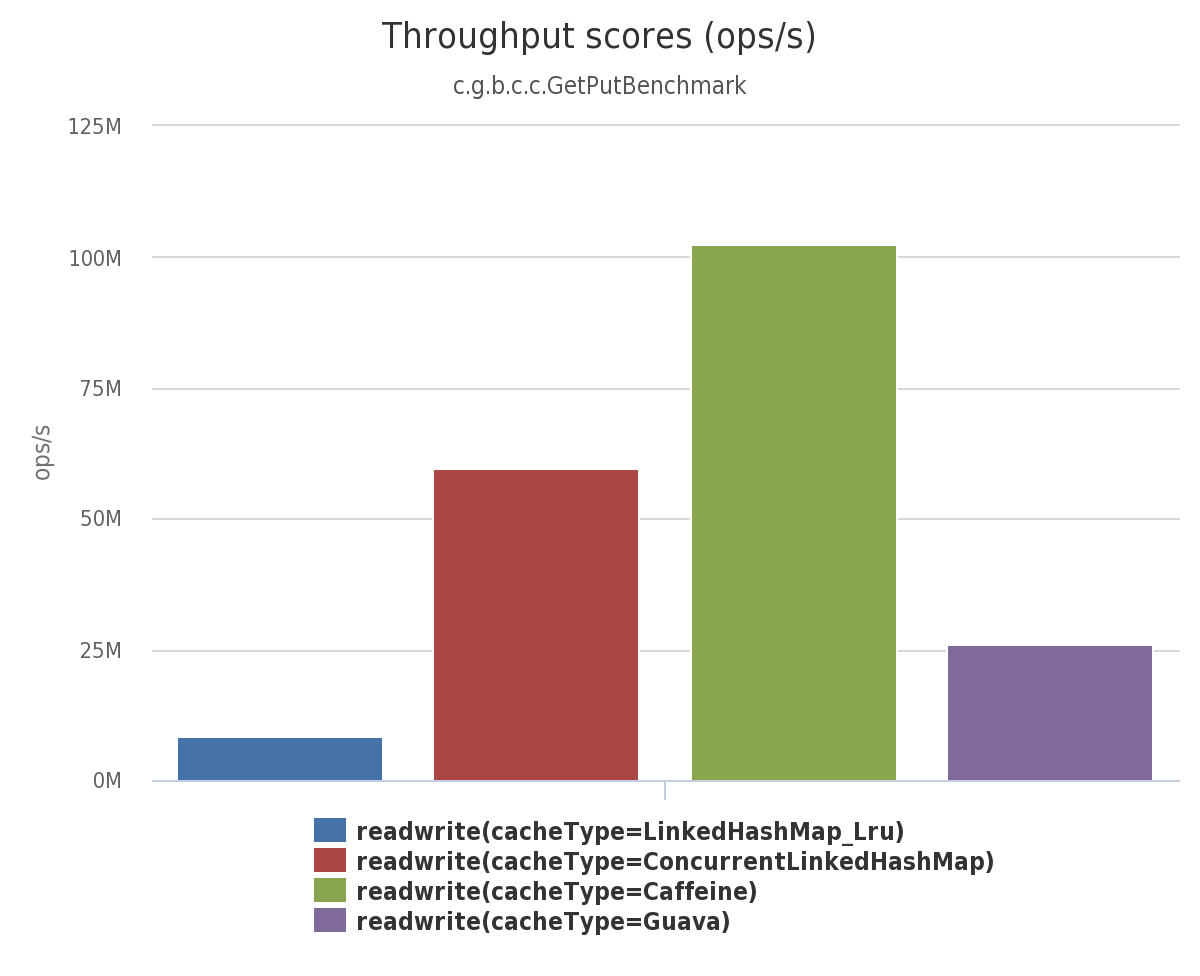 Throughput scores (ops/s)
c.g.b.c.c.GetPutBenchmark
125M
100M
75M
50M
25M
0M
ops/s
readwrite(cacheType=LinkedHashMap_Lru)
readwrite(cacheType=ConcurrentLinkedHashMap)
readwrite(cacheType=Caffeine)
readwrite(cacheType=Guava)